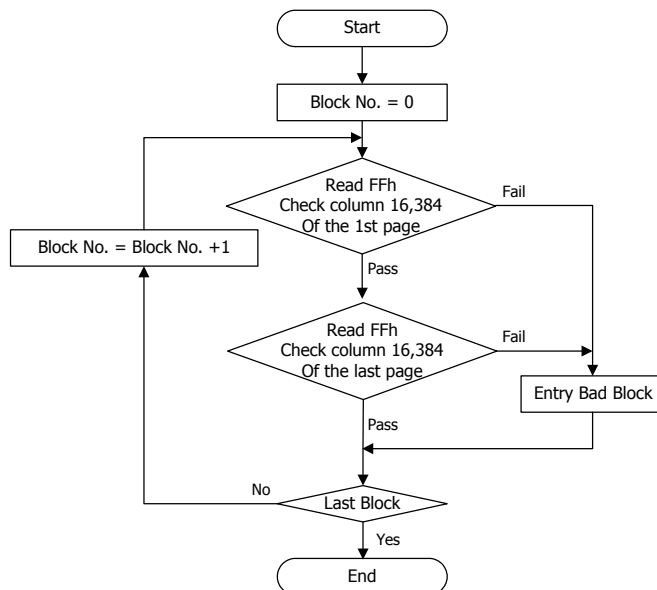 Start
Block No. = 0
Read FFh
Check column 16,384
Of the 1st page
Fail
Block No. = Block No. +1
Pass
Read FFh
Check column 16,384
Of the last page
Fail
Entry Bad Block
Pass
No
Last Block
Yes
End